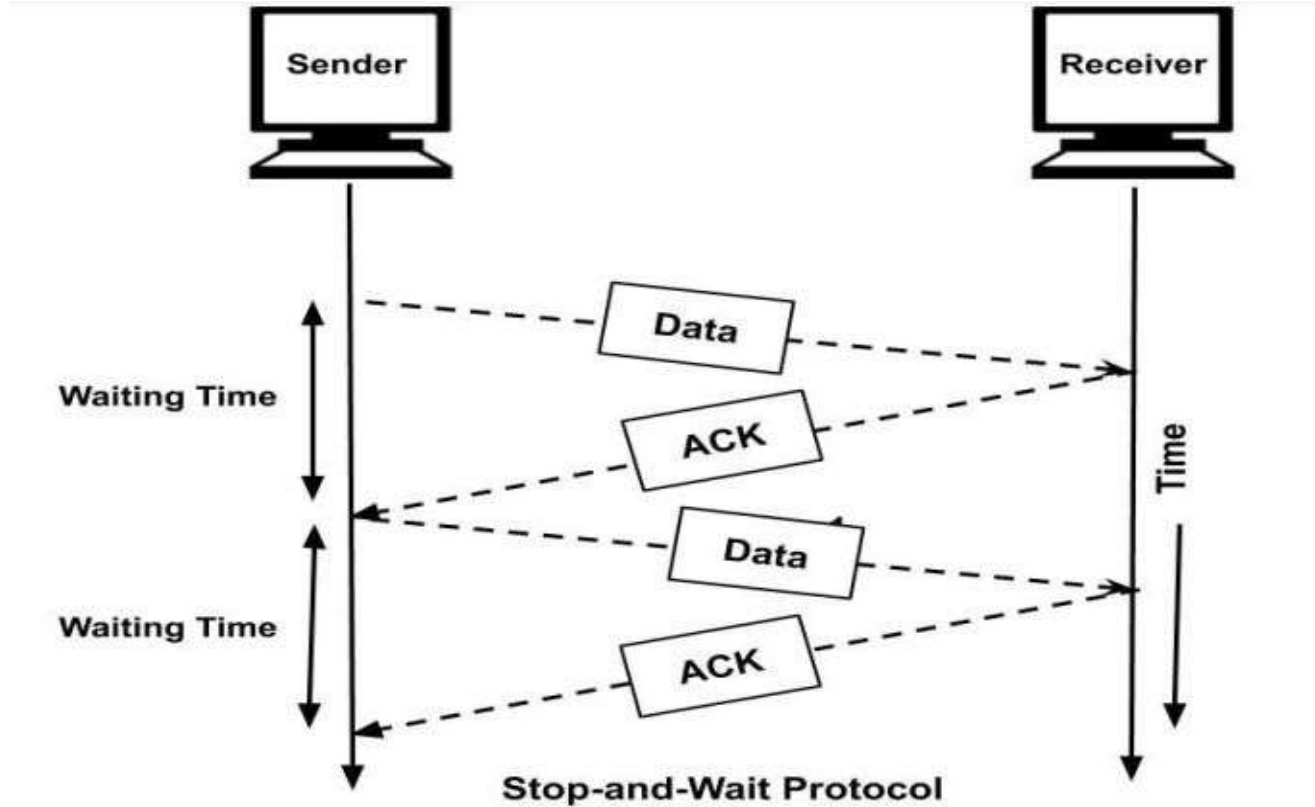 Sender
Receiver
Data
Waiting Time
ACK
Time
Data
Waiting Time
ACK
Stop-and-Wait Protocol